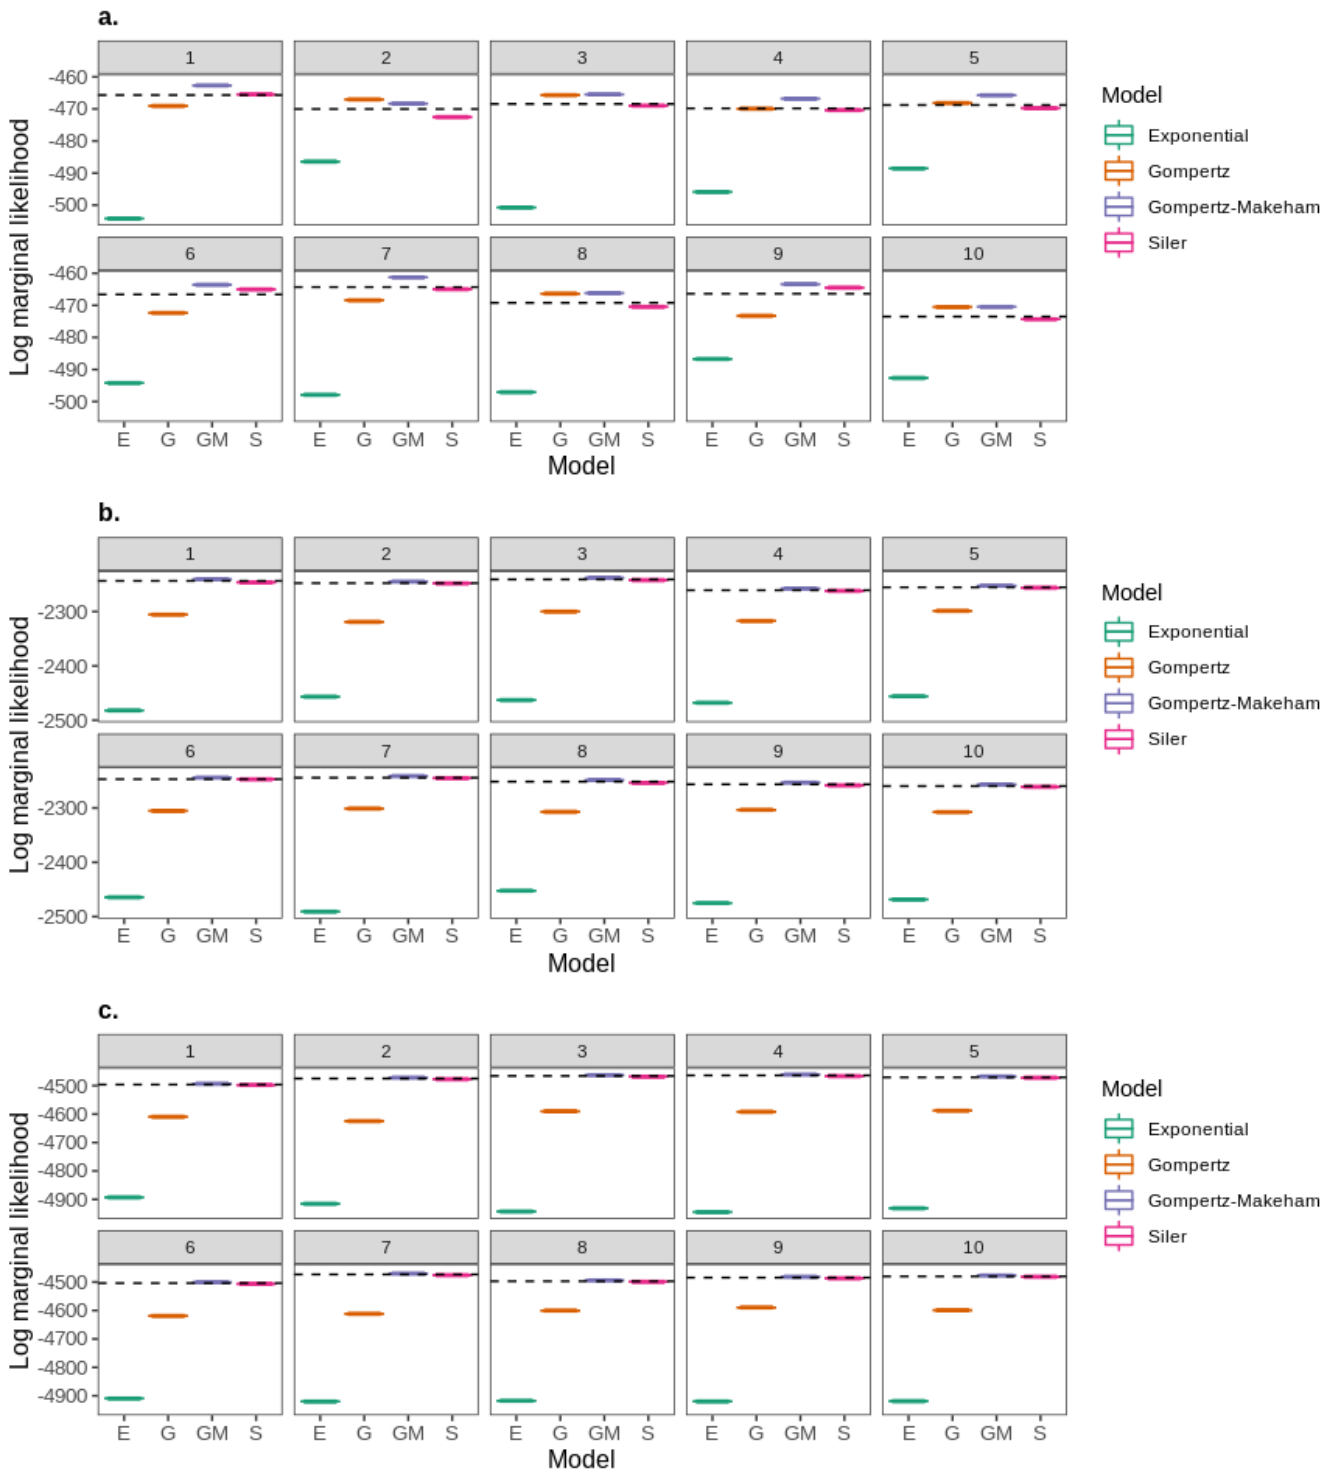 a.
1 2 3 4 5
-460
-470
-480
-490
-500
6 7 8 9 10
-460
-470
-480
-490
-500
E G GM S E G GM S E G GM S E G GM S E G GM S
Model
Log marginal likelihood
Model
Exponential
Gompertz
Gompertz-Makeham
Siler
b.
1 2 3 4 5
-2300
-2400
-2500
6 7 8 9 10
-2300
-2400
-2500
E G GM S E G GM S E G GM S E G GM S E G GM S
Model
Log marginal likelihood
Model
Exponential
Gompertz
Gompertz-Makeham
Siler
c.
1 2 3 4 5
-4500
-4600
-4700
-4800
-4900
6 7 8 9 10
-4500
-4600
-4700
-4800
-4900
E G GM S E G GM S E G GM S E G GM S E G GM S
Model
Log marginal likelihood
Model
Exponential
Gompertz
Gompertz-Makeham
Siler